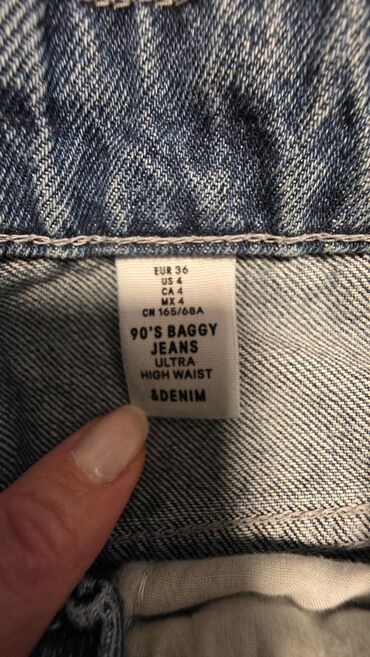 EUR 36
US 4
CA 4
MX 4
CN 165/68A
90'S BAGGY
JEANS
ULTRA
HIGH WAIST
&DENIM